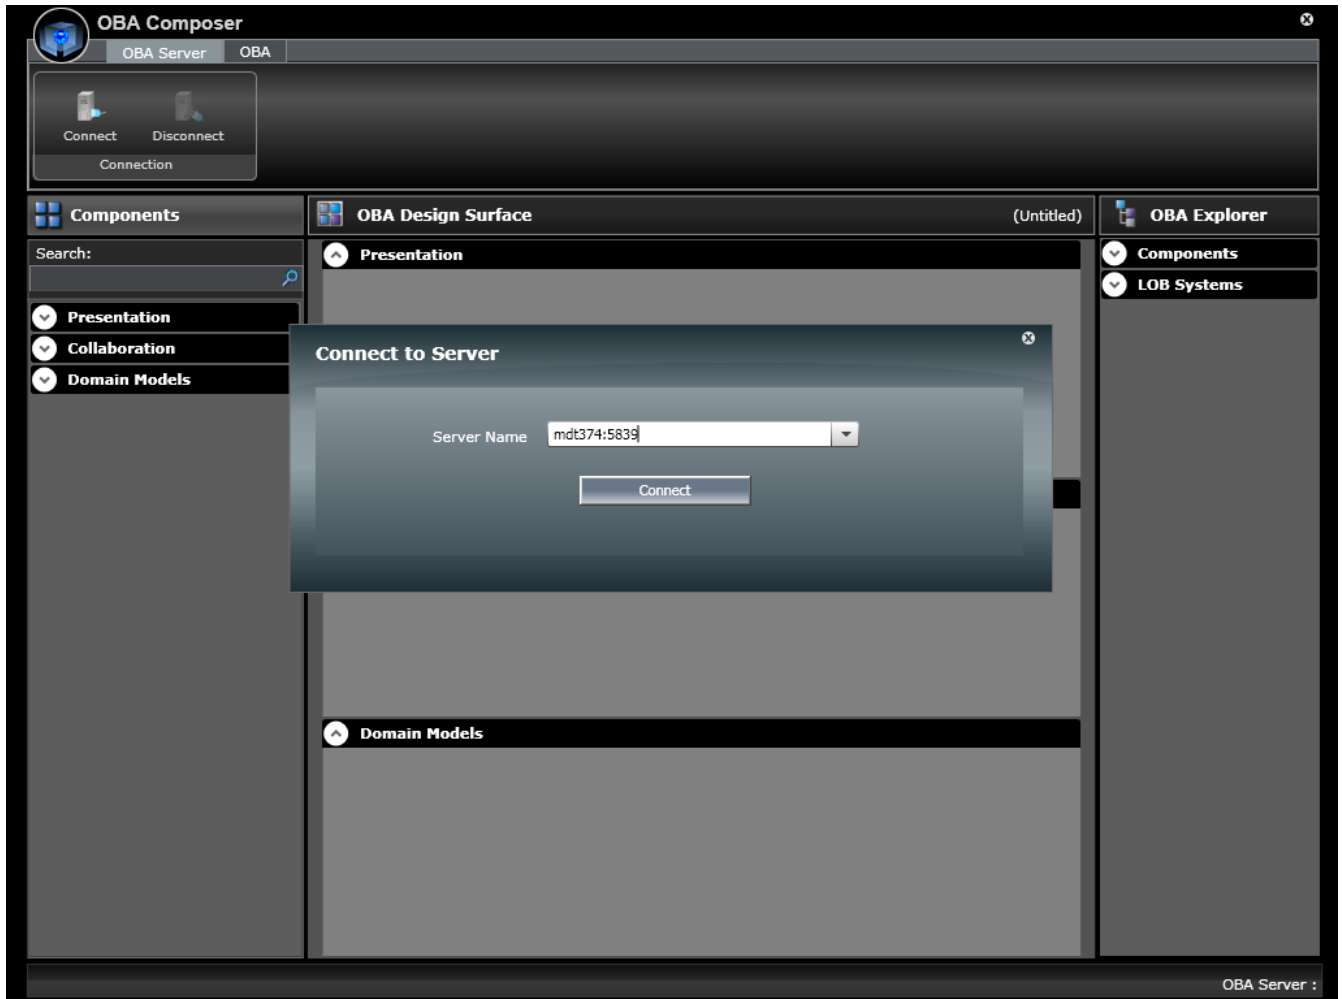 OBA Composer
OBA Server OBA
Connect Disconnect
Connection
Components
OBA Design Surface (Untitled)
OBA Explorer
Search:
Presentation
Collaboration
Domain Models
Presentation
Components
LOB Systems
Connect to Server
Server Name mdt374:5839
Connect
Domain Models
OBA Server :